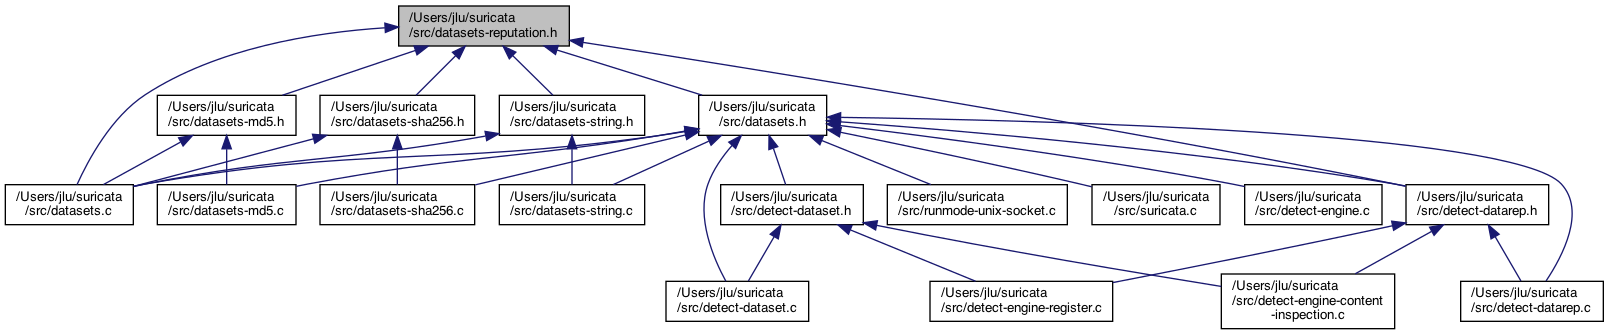 /Users/jlu/suricata
/src/datasets-reputation.h
/Users/jlu/suricata
/src/datasets-md5.h
/Users/jlu/suricata
/src/datasets-sha256.h
/Users/jlu/suricata
/src/datasets-string.h
/Users/jlu/suricata
/src/datasets.h
/Users/jlu/suricata
/src/datasets.c
/Users/jlu/suricata
/src/datasets-md5.c
/Users/jlu/suricata
/src/datasets-sha256.c
/Users/jlu/suricata
/src/datasets-string.c
/Users/jlu/suricata
/src/detect-dataset.h
/Users/jlu/suricata
/src/runmode-unix-socket.c
/Users/jlu/suricata
/src/suricata.c
/Users/jlu/suricata
/src/detect-engine.c
/Users/jlu/suricata
/src/detect-datarep.h
/Users/jlu/suricata
/src/detect-dataset.c
/Users/jlu/suricata
/src/detect-engine-register.c
/Users/jlu/suricata
/src/detect-engine-content
-inspection.c
/Users/jlu/suricata
/src/detect-datarep.c